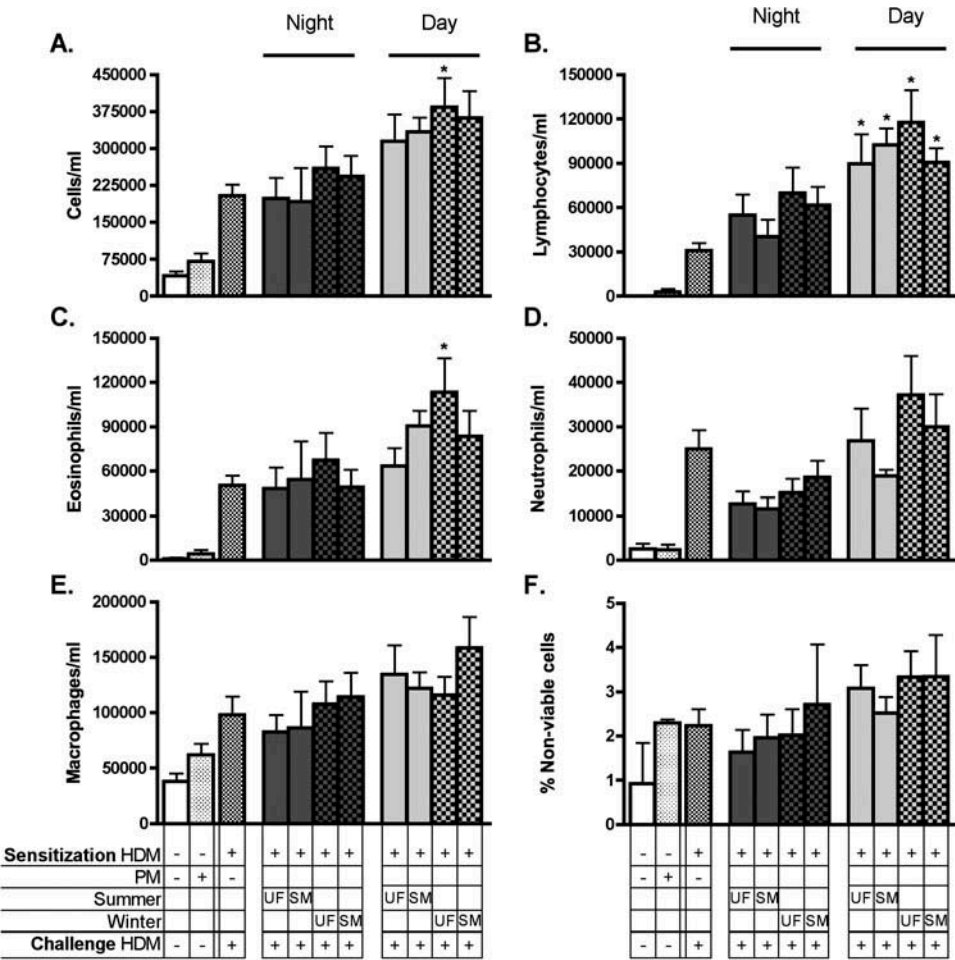 Night Day Night Day
A. B.
450000 150000
* *
375000 120000
* * *
300000 90000
Cells/ml Lymphocytes/ml
225000 60000
150000 30000
75000
0 0
C. D.
150000 50000
*
120000 40000
90000 30000
Eosinophils/ml Neutrophils/ml
60000 20000
30000 10000
0 0
E. F.
200000 5
150000 4
Macrophages/ml % Non-viable cells
100000 3
2
50000 1
0 0
Sensitization HDM - - + + + + + + + + + - - + + + + + + + + +
PM - + - - + -
Summer UF SM UF SM UF SM UF SM
Winter UF SM UF SM UF SM UF SM
Challenge HDM - - + + + + + + + + + - - + + + + + + + + +